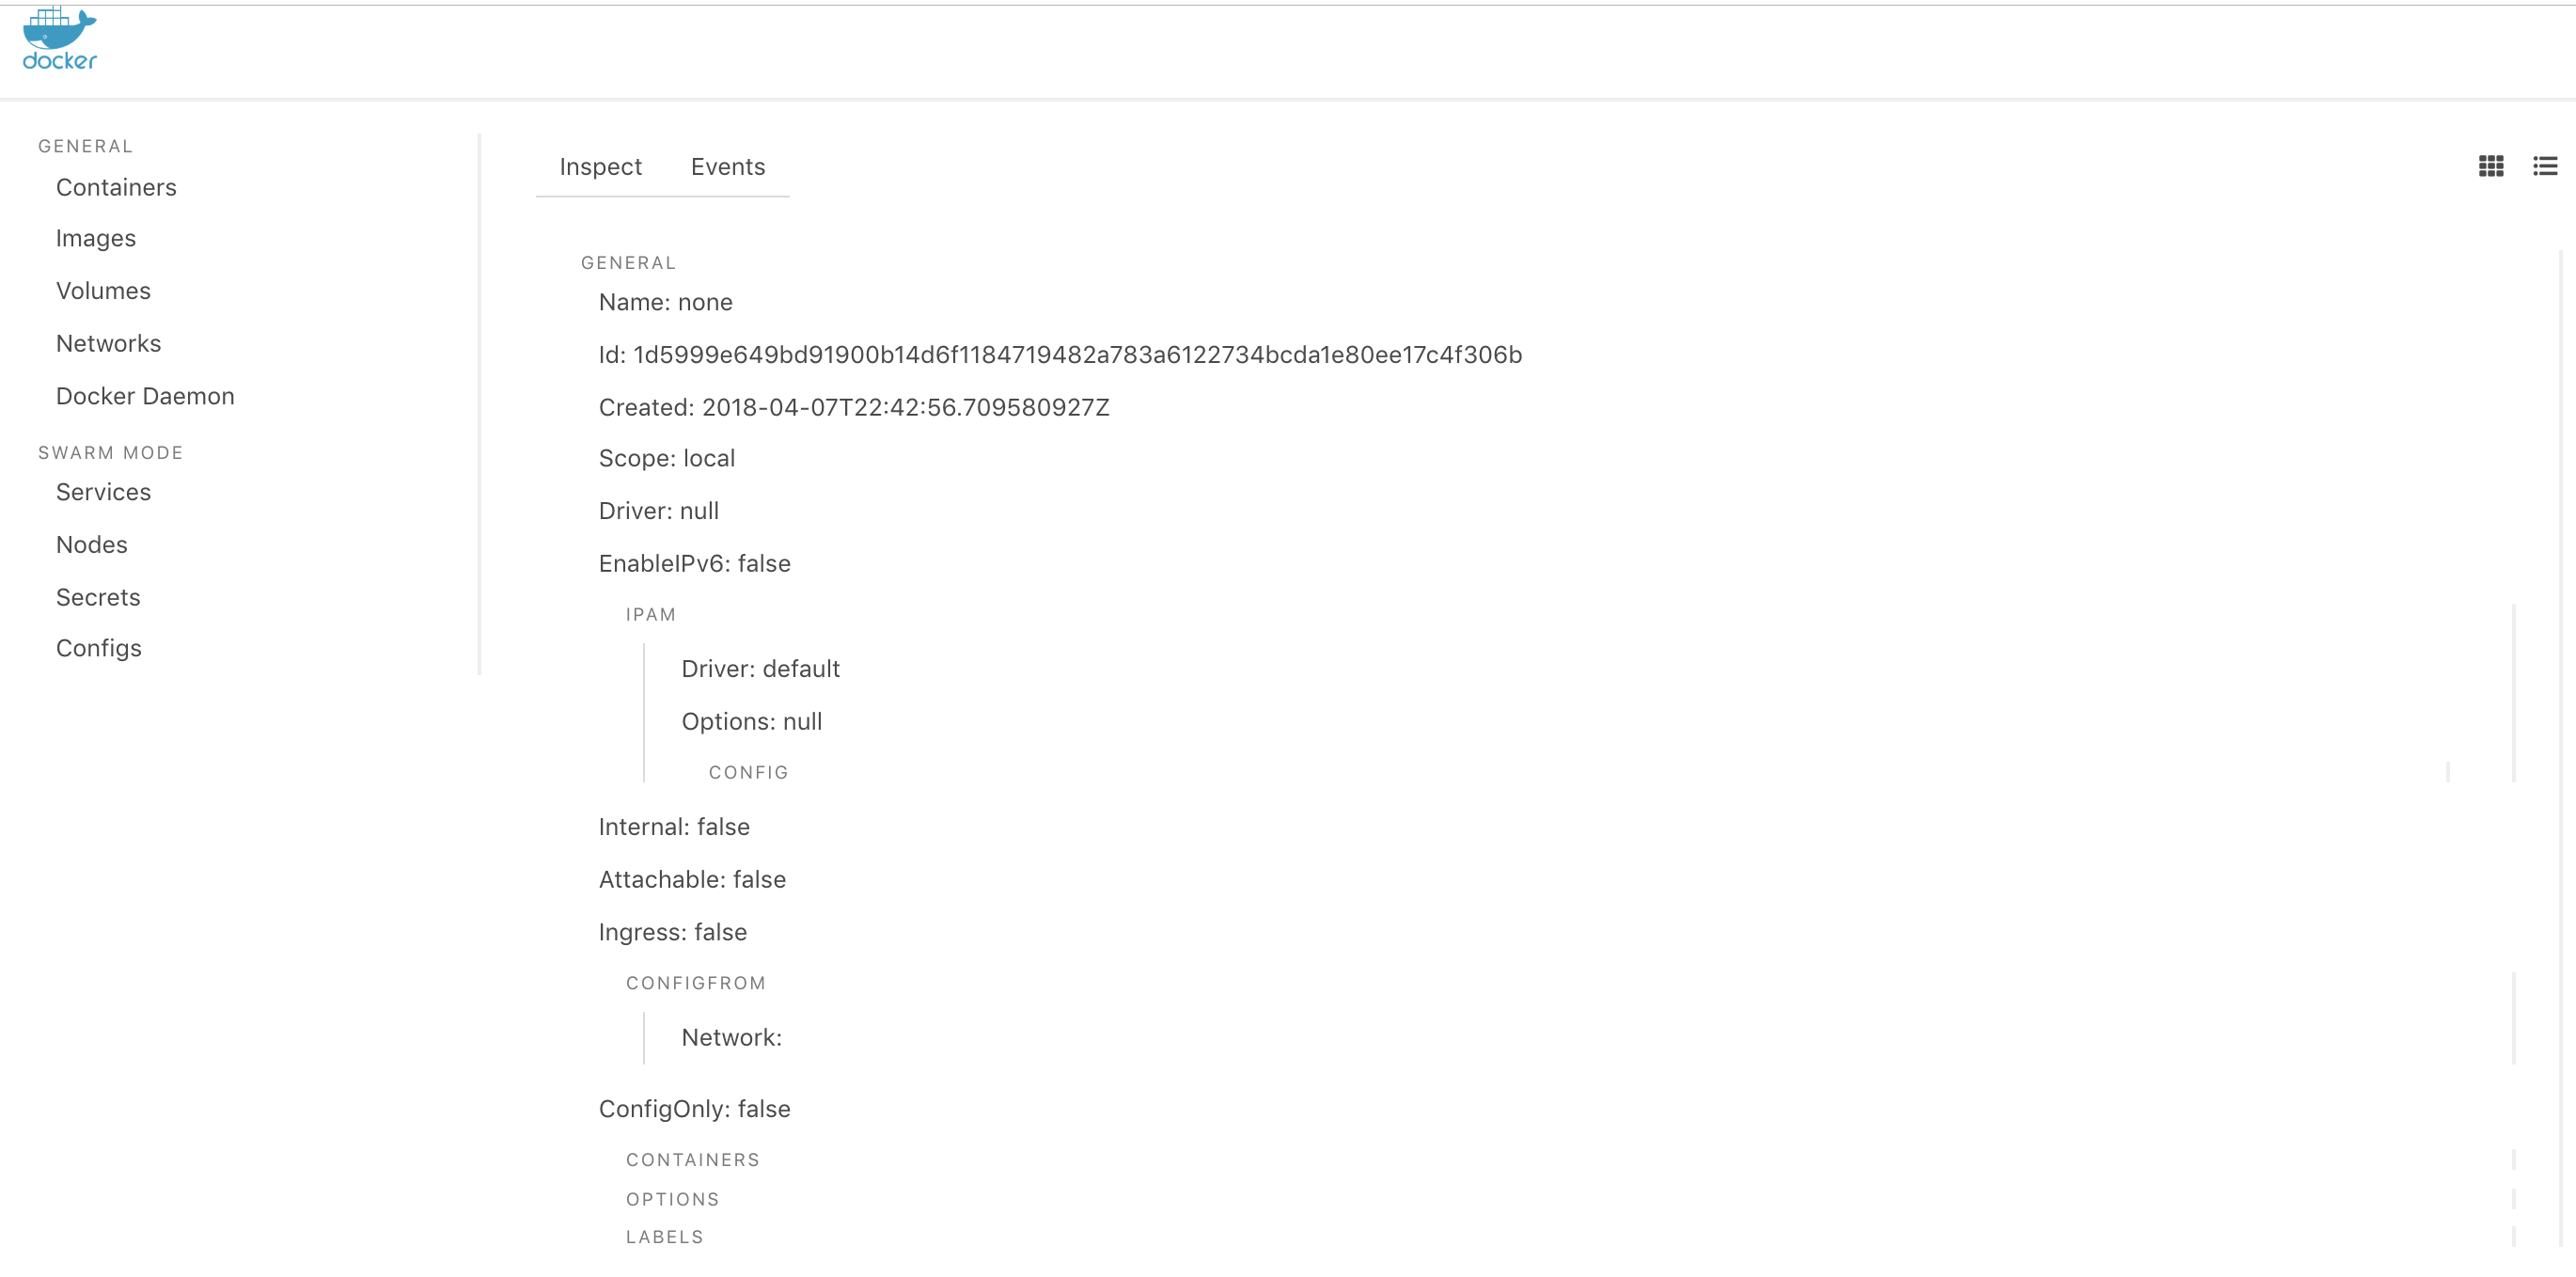 docker
GENERAL
Containers
Images
Volumes
Networks
Docker Daemon
SWARM MODE
Services
Nodes
Secrets
Configs
Inspect Events
GENERAL
Name: none
Id: 1d5999e649bd91900b14d6f1184719482a783a6122734bcda1e80ee17c4f306b
Created: 2018-04-07T22:42:56.709580927Z
Scope: local
Driver: null
EnableIPv6: false
IPAM
Driver: default
Options: null
CONFIG
Internal: false
Attachable: false
Ingress: false
CONFIGFROM
Network:
ConfigOnly: false
CONTAINERS
OPTIONS
LABELS